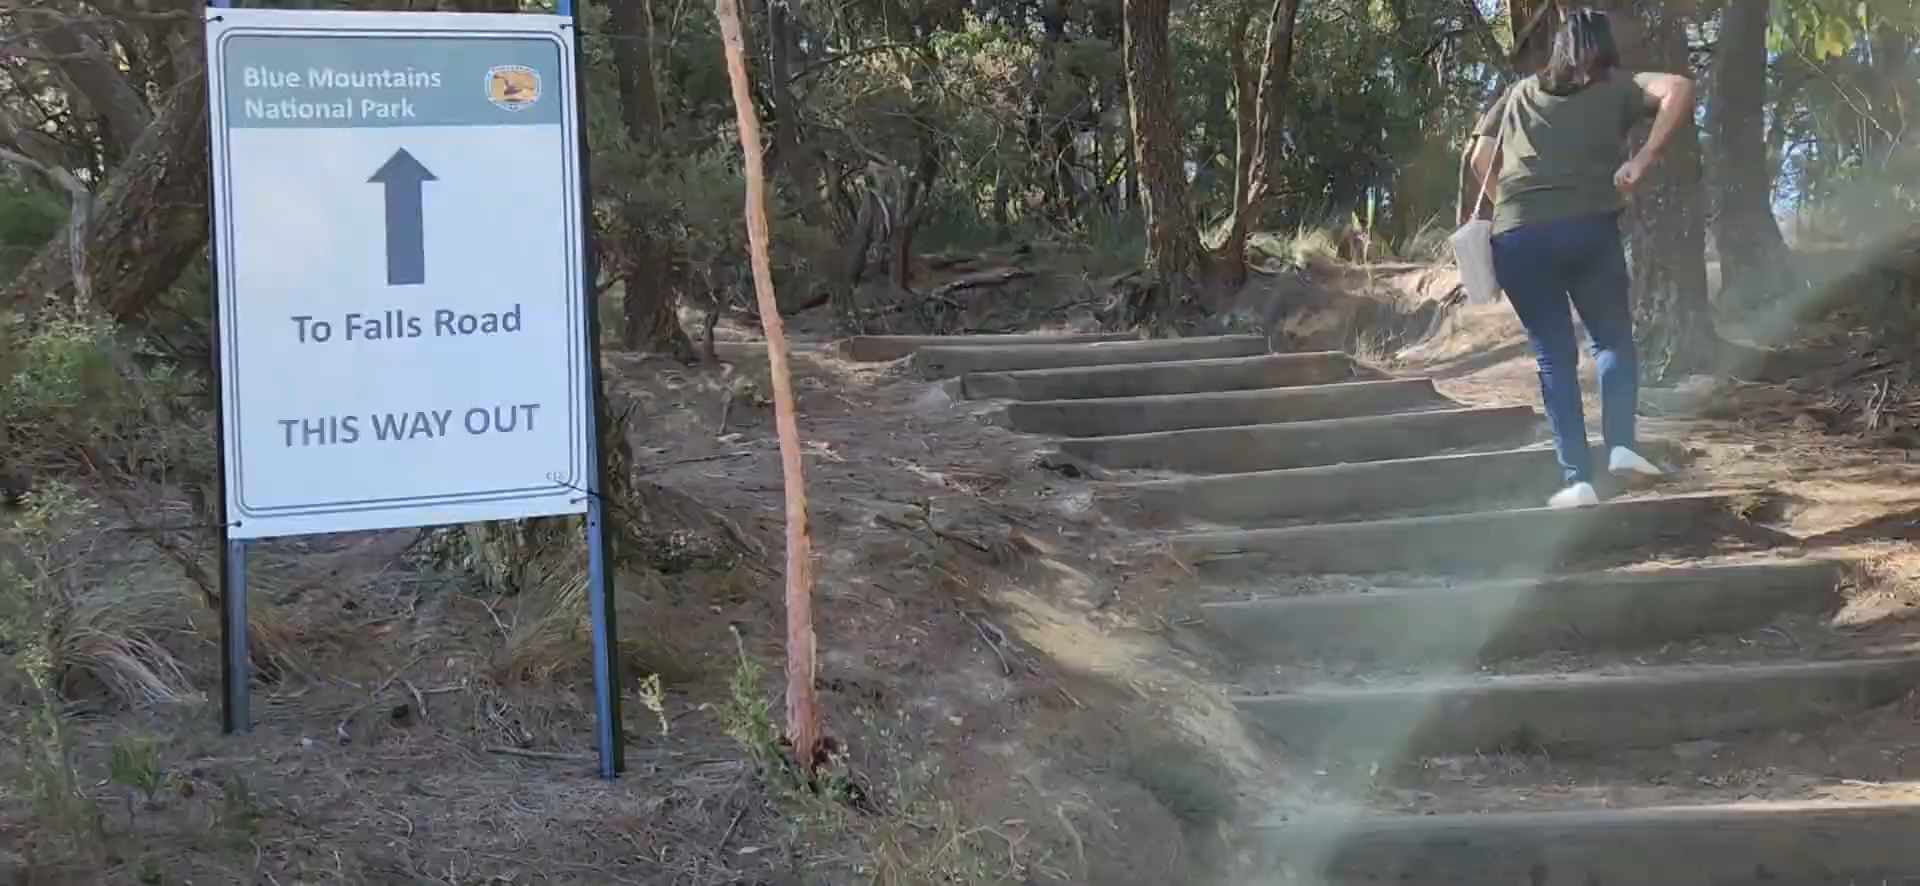 Blue Mountains
National Park
To Falls Road
THIS WAY OUT